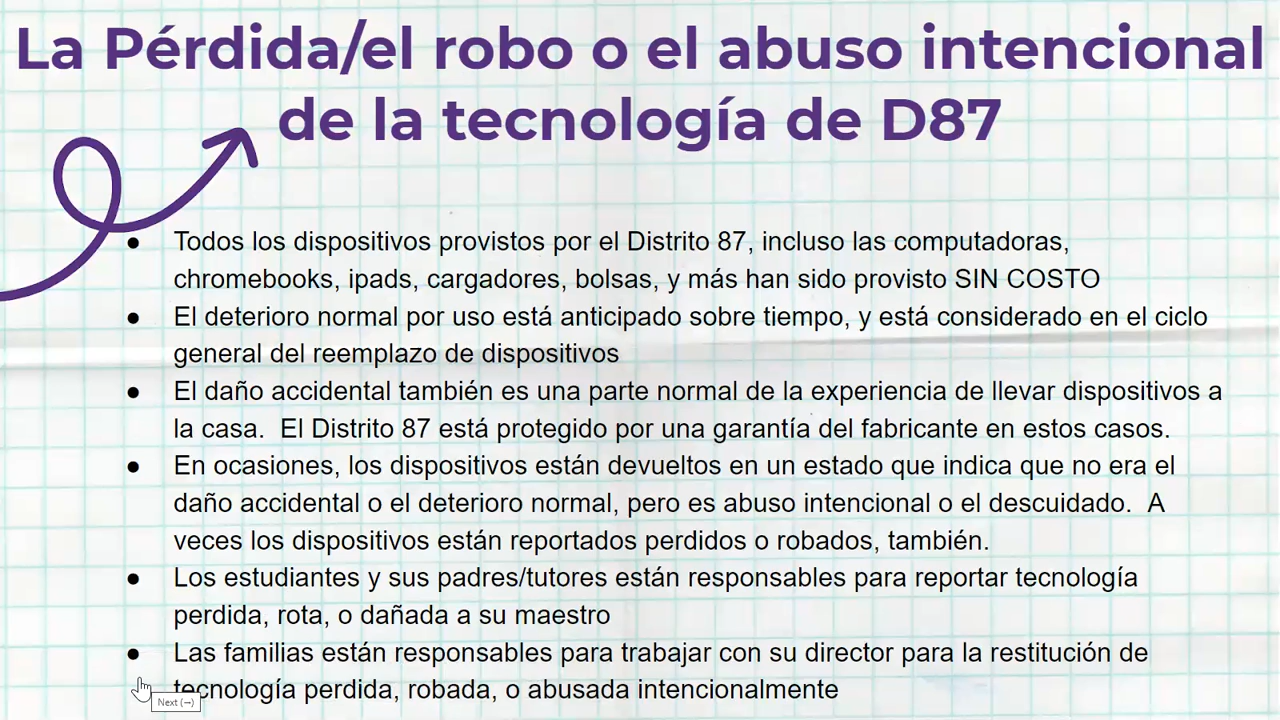 La Pérdida/el robo o el abuso intencional
de la tecnología de D87
● Todos los dispositivos provistos por el Distrito 87, incluso las computadoras,
chromebooks, ipads, cargadores, bolsas, y más han sido provisto SIN COSTO
● El deterioro normal por uso está anticipado sobre tiempo, y está considerado en el ciclo
general del reemplazo de dispositivos
● El daño accidental también es una parte normal de la experiencia de llevar dispositivos a
la casa.  El Distrito 87 está protegido por una garantía del fabricante en estos casos.
● En ocasiones, los dispositivos están devueltos en un estado que indica que no era el
daño accidental o el deterioro normal, pero es abuso intencional o el descuidado.  A
veces los dispositivos están reportados perdidos o robados, también.
● Los estudiantes y sus padres/tutores están responsables para reportar tecnología
perdida, rota, o dañada a su maestro
● Las familias están responsables para trabajar con su director para la restitución de
tecnología perdida, robada, o abusada intencionalmente
Next (→)